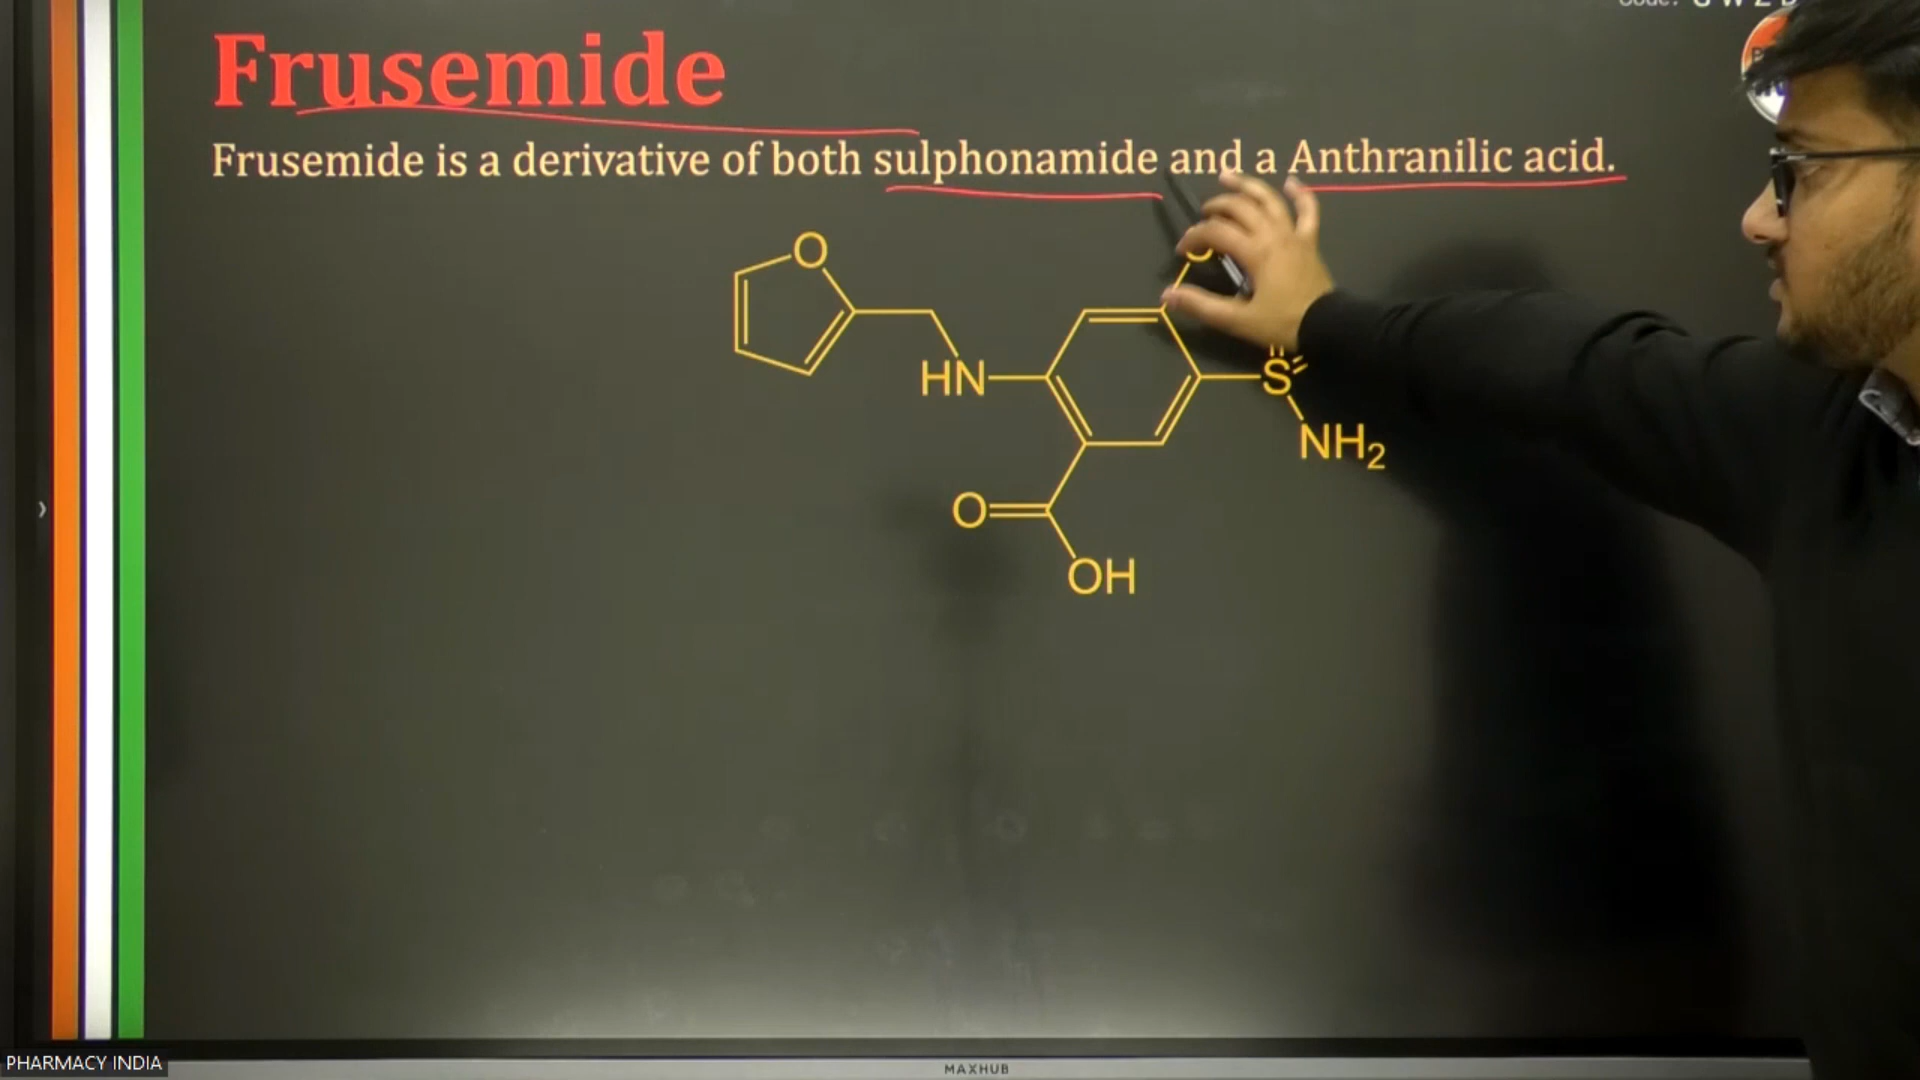 Frusemide
Frusemide is a derivative of both sulphonamide and a Anthranilic acid.
O
HN
S
NH2
O
OH
PHARMACY INDIA
MAXHUB